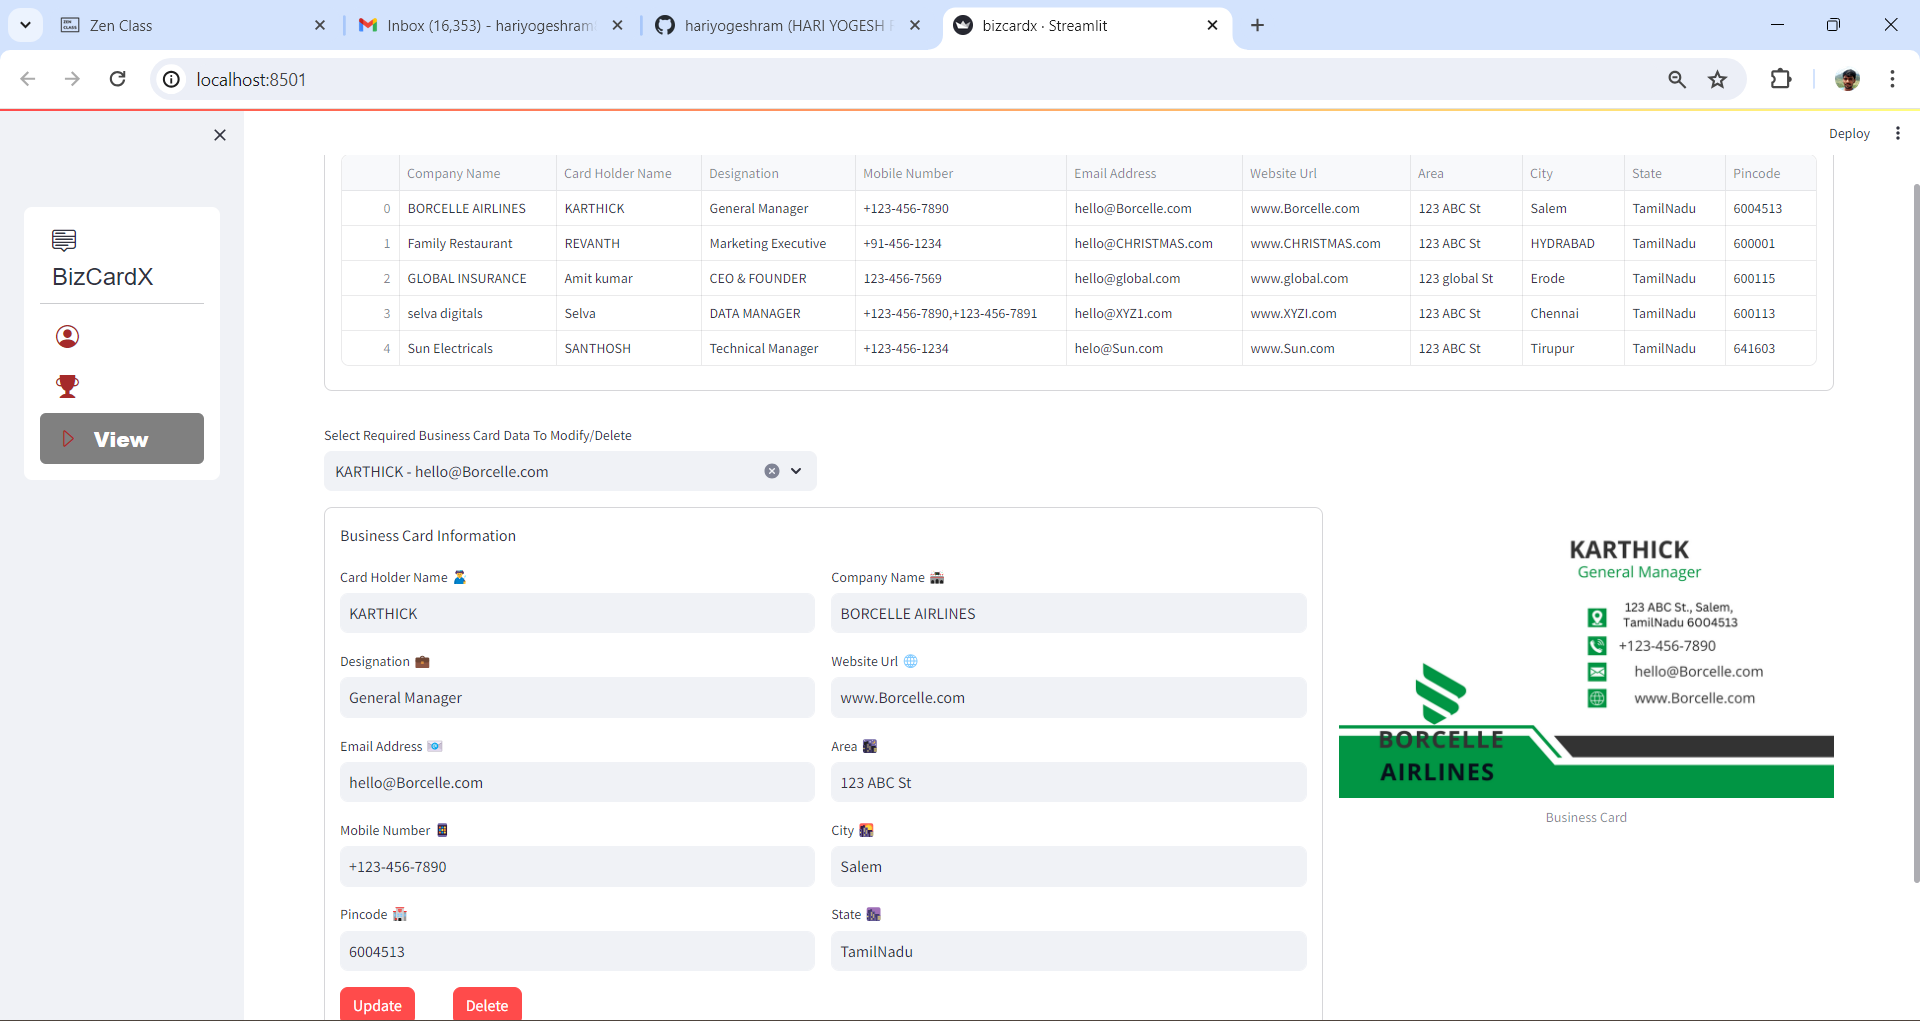 Zen Class
Inbox (16,353) - hariyogeshram
hariyogeshram (HARI YOGESH R
bizcardx · Streamlit
localhost:8501
Deploy
BizCardX
View
Company Name Card Holder Name Designation Mobile Number Email Address Website Url Area City State Pincode
0 BORCELLE AIRLINES KARTHICK General Manager +123-456-7890 hello@Borcelle.com www.Borcelle.com 123 ABC St Salem TamilNadu 6004513
1 Family Restaurant REVANTH Marketing Executive +91-456-1234 hello@CHRISTMAS.com www.CHRISTMAS.com 123 ABC St HYDRABAD TamilNadu 600001
2 GLOBAL INSURANCE Amit kumar CEO & FOUNDER 123-456-7569 hello@global.com www.global.com 123 global St Erode TamilNadu 600115
3 selva digitals Selva DATA MANAGER +123-456-7890,+123-456-7891 hello@XYZ1.com www.XYZI.com 123 ABC St Chennai TamilNadu 600113
4 Sun Electricals SANTHOSH Technical Manager +123-456-1234 helo@Sun.com www.Sun.com 123 ABC St Tirupur TamilNadu 641603
Select Required Business Card Data To Modify/Delete
KARTHICK - hello@Borcelle.com
Business Card Information
Card Holder Name Company Name
KARTHICK BORCELLE AIRLINES
Designation Website Url
General Manager www.Borcelle.com
Email Address Area
hello@Borcelle.com 123 ABC St
Mobile Number City
+123-456-7890 Salem
Pincode State
6004513 TamilNadu
Update Delete
KARTHICK
General Manager
123 ABC St., Salem,
TamilNadu 6004513
+123-456-7890
hello@Borcelle.com
www.Borcelle.com
BORCELLE
AIRLINES
Business Card